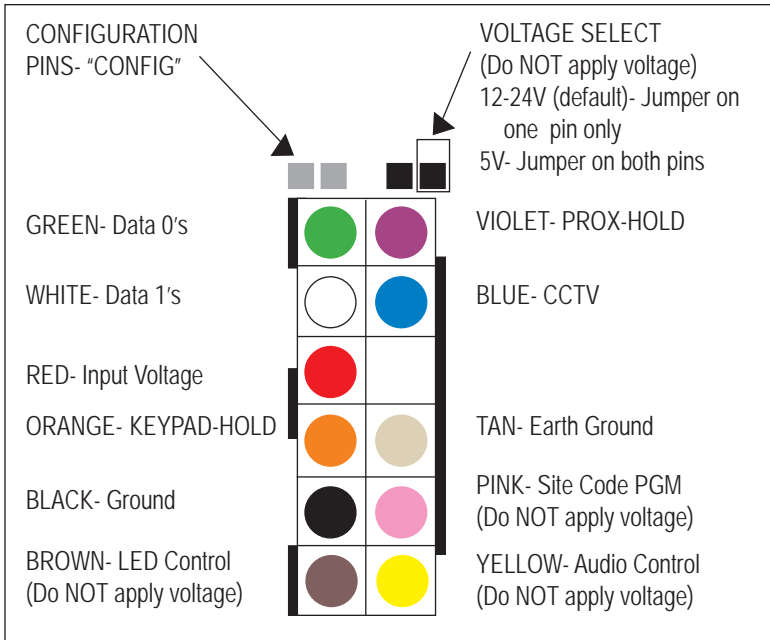 CONFIGURATION
PINS- “CONFIG”
VOLTAGE SELECT
(Do NOT apply voltage)
12-24V (default)- Jumper on
one pin only
5V- Jumper on both pins
GREEN- Data 0's
VIOLET- PROX-HOLD
WHITE- Data 1's
BLUE- CCTV
RED- Input Voltage
ORANGE- KEYPAD-HOLD
TAN- Earth Ground
BLACK- Ground
PINK- Site Code PGM
(Do NOT apply voltage)
BROWN- LED Control
(Do NOT apply voltage)
YELLOW- Audio Control
(Do NOT apply voltage)